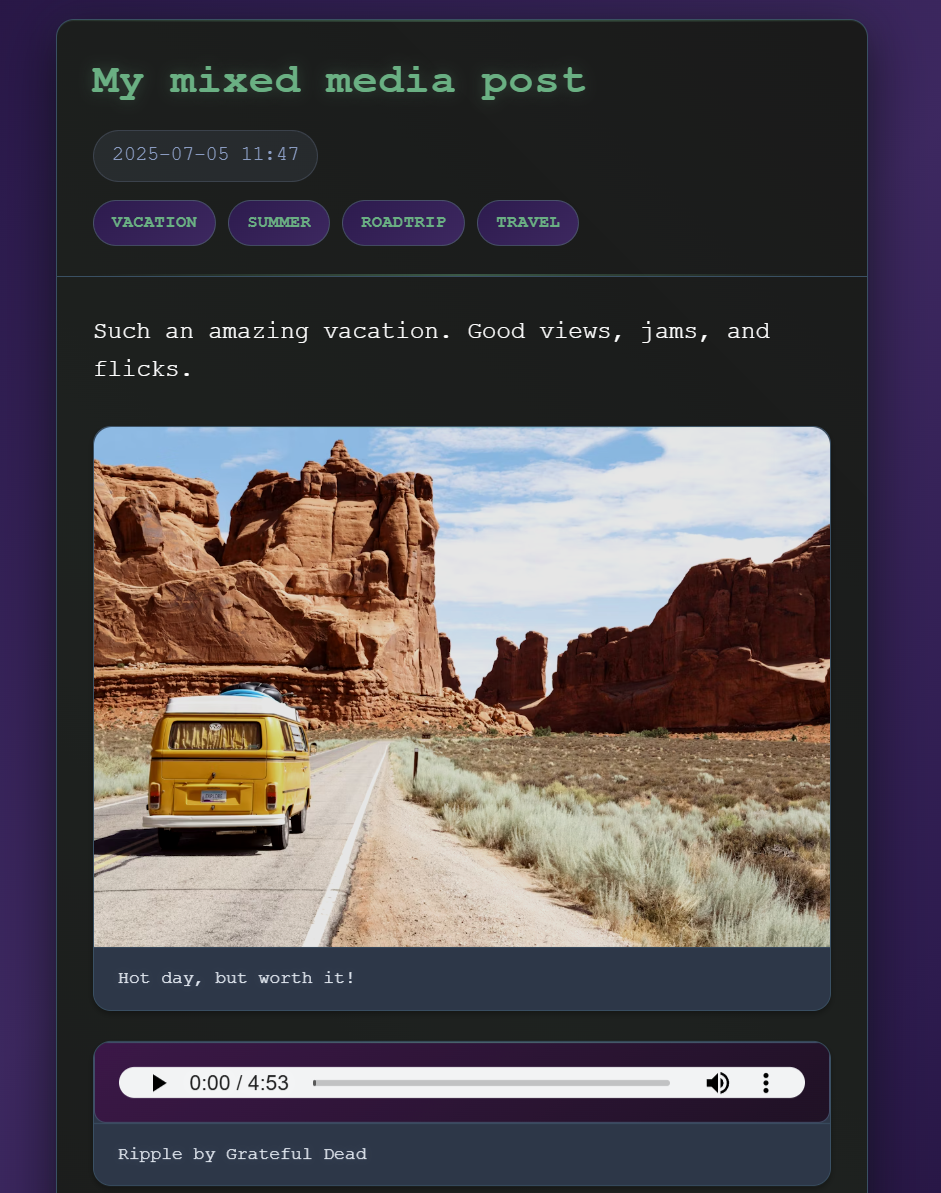 My mixed media post
2025-07-05 11:47
VACATION SUMMER ROADTRIP TRAVEL
Such an amazing vacation. Good views, jams, and
flicks.
Hot day, but worth it!
0:00 / 4:53
Ripple by Grateful Dead